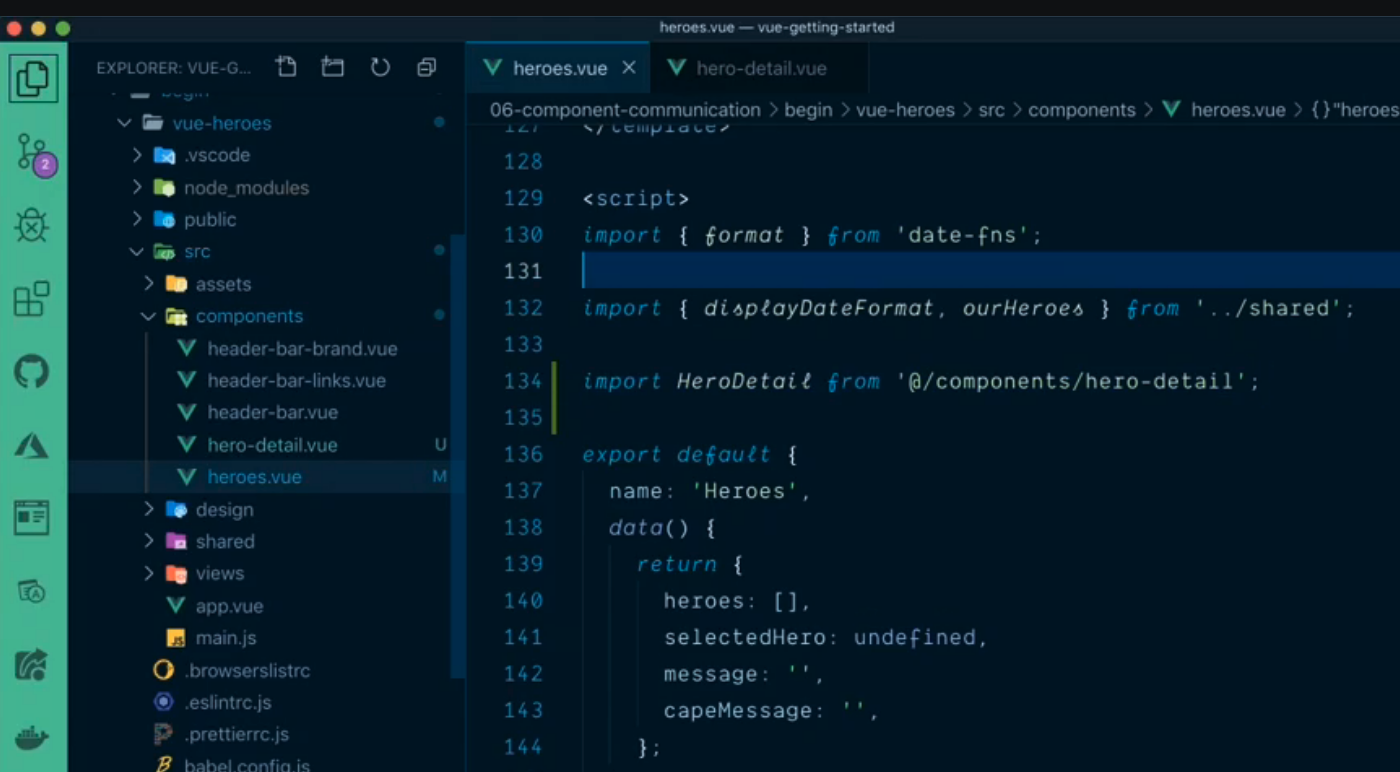 heroes.vue — vue-getting-started
EXPLORER: VUE-G...
heroes.vue
hero-detail.vue
06-component-communication > begin > vue-heroes > src > components > heroes.vue > {}"heroes
begin
vue-heroes
.vscode
node_modules
public
src
assets
components
header-bar-brand.vue
header-bar-links.vue
header-bar.vue
hero-detail.vue U
heroes.vue M
design
shared
views
app.vue
main.js
.browserslistrc
.eslintrc.js
.prettierrc.js
babel.config.js
2
127 </template>
128
129 <script>
130 import { format } from 'date-fns';
131
132 import { displayDateFormat, ourHeroes } from '../shared';
133
134 import HeroDetail from '@/components/hero-detail';
135
136 export default {
137 name: 'Heroes',
138 data() {
139 return {
140 heroes: [],
141 selectedHero: undefined,
142 message: '',
143 capeMessage: '',
144 };